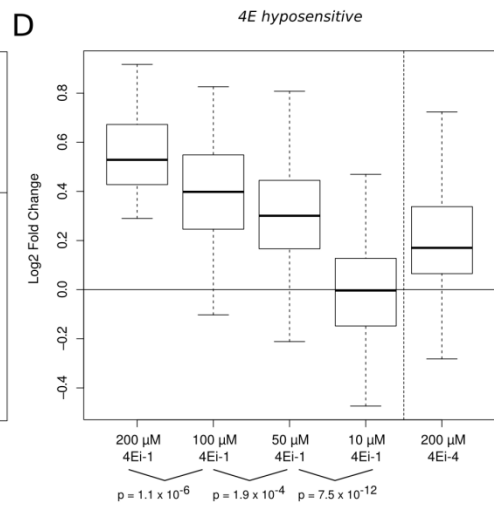 D
4E hyposensitive
Log2 Fold Change
0.8
0.6
0.4
0.2
0.0
−0.2
−0.4
200 µM 100 µM 50 µM 10 µM 200 µM
4Ei-1 4Ei-1 4Ei-1 4Ei-1 4Ei-4
p = 1.1 x 10⁻⁶ p = 1.9 x 10⁻⁴ p = 7.5 x 10⁻¹²